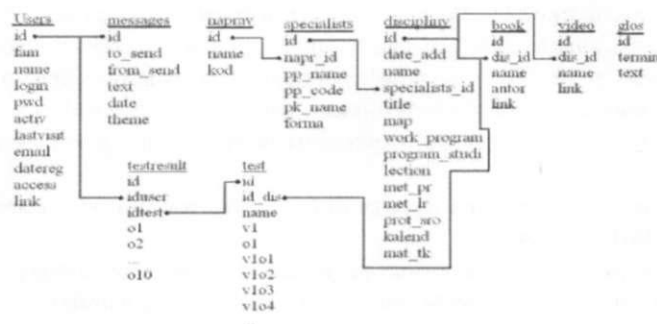 Users
id
fam
name
login
pwd
activ
lastvisit
email
datereg
access
link
messages
id
to_send
from_send
text
date
theme
napravv
id
name
kod
specialists
id
napr_id
pp_name
pp_code
pk_name
forma
discipliny
id
date_add
name
specialists_id
title
map
work_program
program_studi
lection
met_pr
met_lr
prot_sro
kalend
mat_tk
book
id
dis_id
name
antor
link
video
id
dis_id
name
link
glos
id
termin
text
testresult
id
iduser
idtest
o1
o2
...
o10
test
id
id_dis
name
v1
o1
v1o1
v1o2
v1o3
v1o4